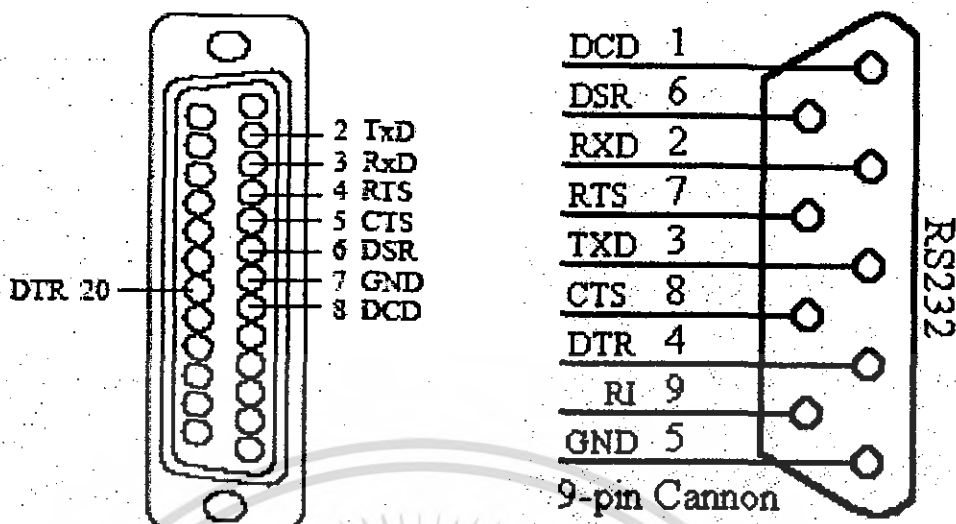 2 TxD
3 RxD
4 RTS
5 CTS
6 DSR
7 GND
8 DCD
DTR 20
DCD 1
DSR 6
RXD 2
RTS 7
TXD 3
CTS 8
DTR 4
RI 9
GND 5
9-pin Cannon
RS232